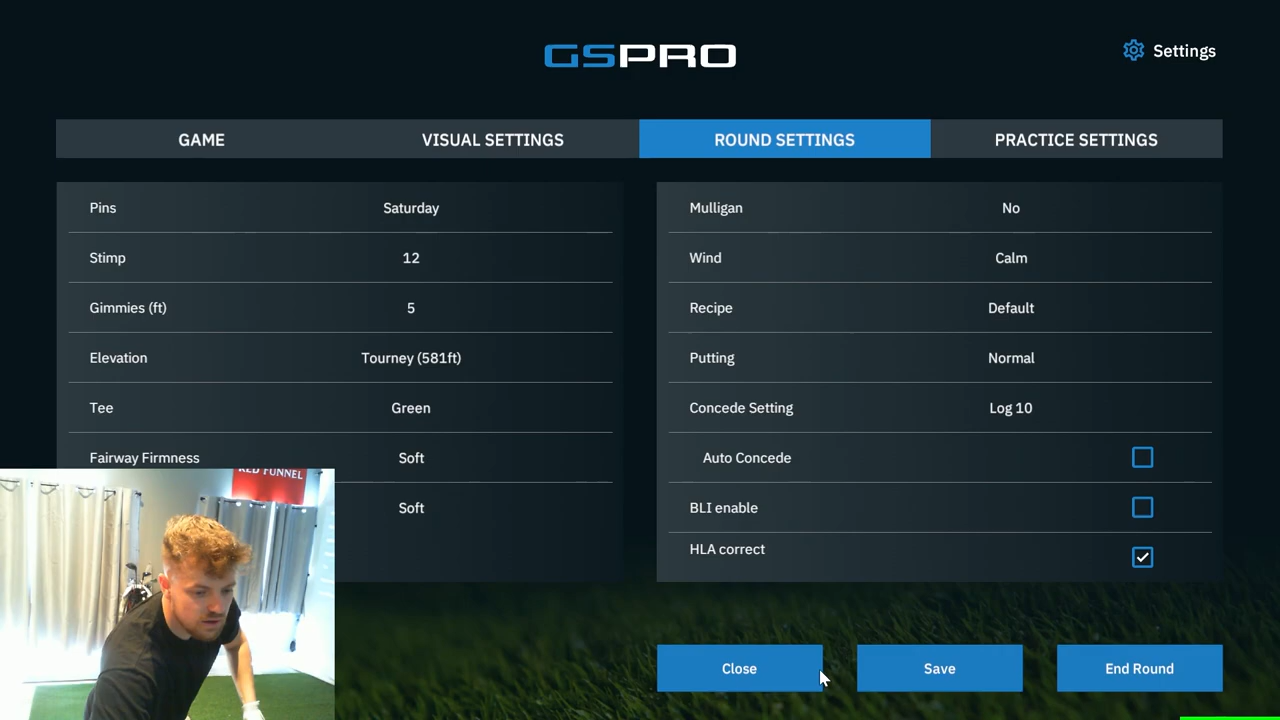 GSPRO
Settings
GAME
VISUAL SETTINGS
ROUND SETTINGS
PRACTICE SETTINGS
Pins Saturday
Stimp 12
Gimmies (ft) 5
Elevation Tourney (581ft)
Tee Green
Fairway Firmness Soft
Soft
Mulligan No
Wind Calm
Recipe Default
Putting Normal
Concede Setting Log 10
Auto Concede
BLI enable
HLA correct
RED FUNNEL
Close
Save
End Round